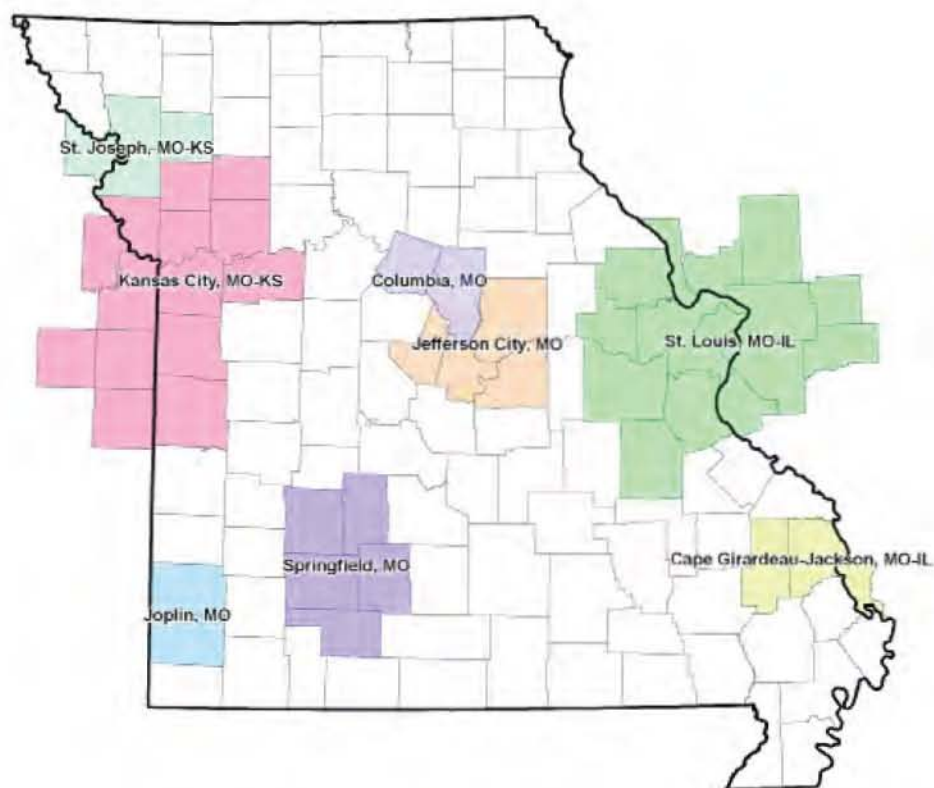 St. Joseph, MO-KS
Kansas City, MO-KS
Columbia, MO
Jefferson City, MO
St. Louis, MO-IL
Springfield, MO
Cape Girardeau-Jackson, MO-IL
Joplin, MO